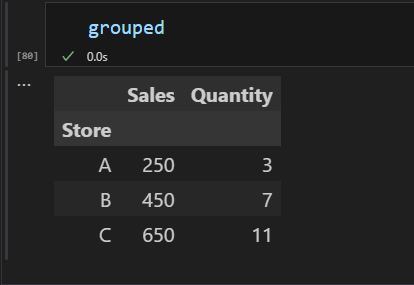 grouped
[80]
0.0s
...
Sales Quantity
Store
A 250 3
B 450 7
C 650 11